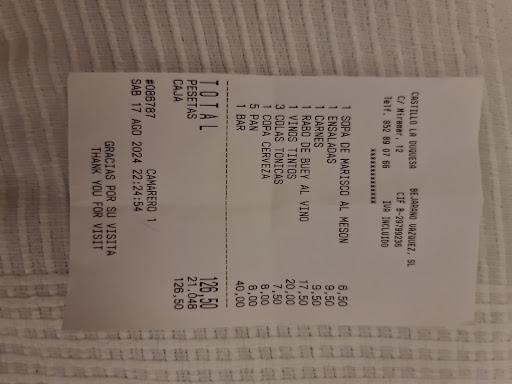 CASTILLO LA DUQUESA BEJARANO VAZQUEZ, SL
C/ Miramar, 12 CIF B-29799236
Telf. 952 89 07 66 IVA INCLUIDO
1 SOPA DE MARISCO AL MESON 6,50
1 ENSALADAS 9,50
1 CARNES 9,50
1 RABO DE BUEY AL VINO 17,50
1 VINOS TINTOS 20,00
3 COLAS TONICAS 7,50
1 COPA CERVEZA 8,00
5 PAN 8,00
1 BAR 40,00
TOTAL 126,50
PESETAS 21.048
CAJA 126,50
#086787 CAMARERO 1
SAB 17 AGO 2024 22:24:54
GRACIAS POR SU VISITA
THANK YOU FOR VISIT